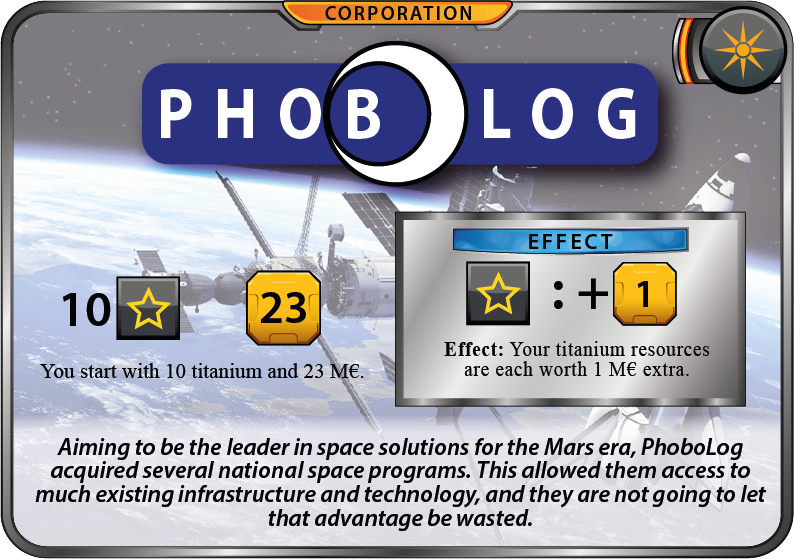 CORPORATION
PHOBOLOG
EFFECT
10 23
: + 1
Effect: Your titanium resources
are each worth 1 M€ extra.
You start with 10 titanium and 23 M€.
Aiming to be the leader in space solutions for the Mars era, PhoboLog
acquired several national space programs. This allowed them access to
much existing infrastructure and technology, and they are not going to let
that advantage be wasted.